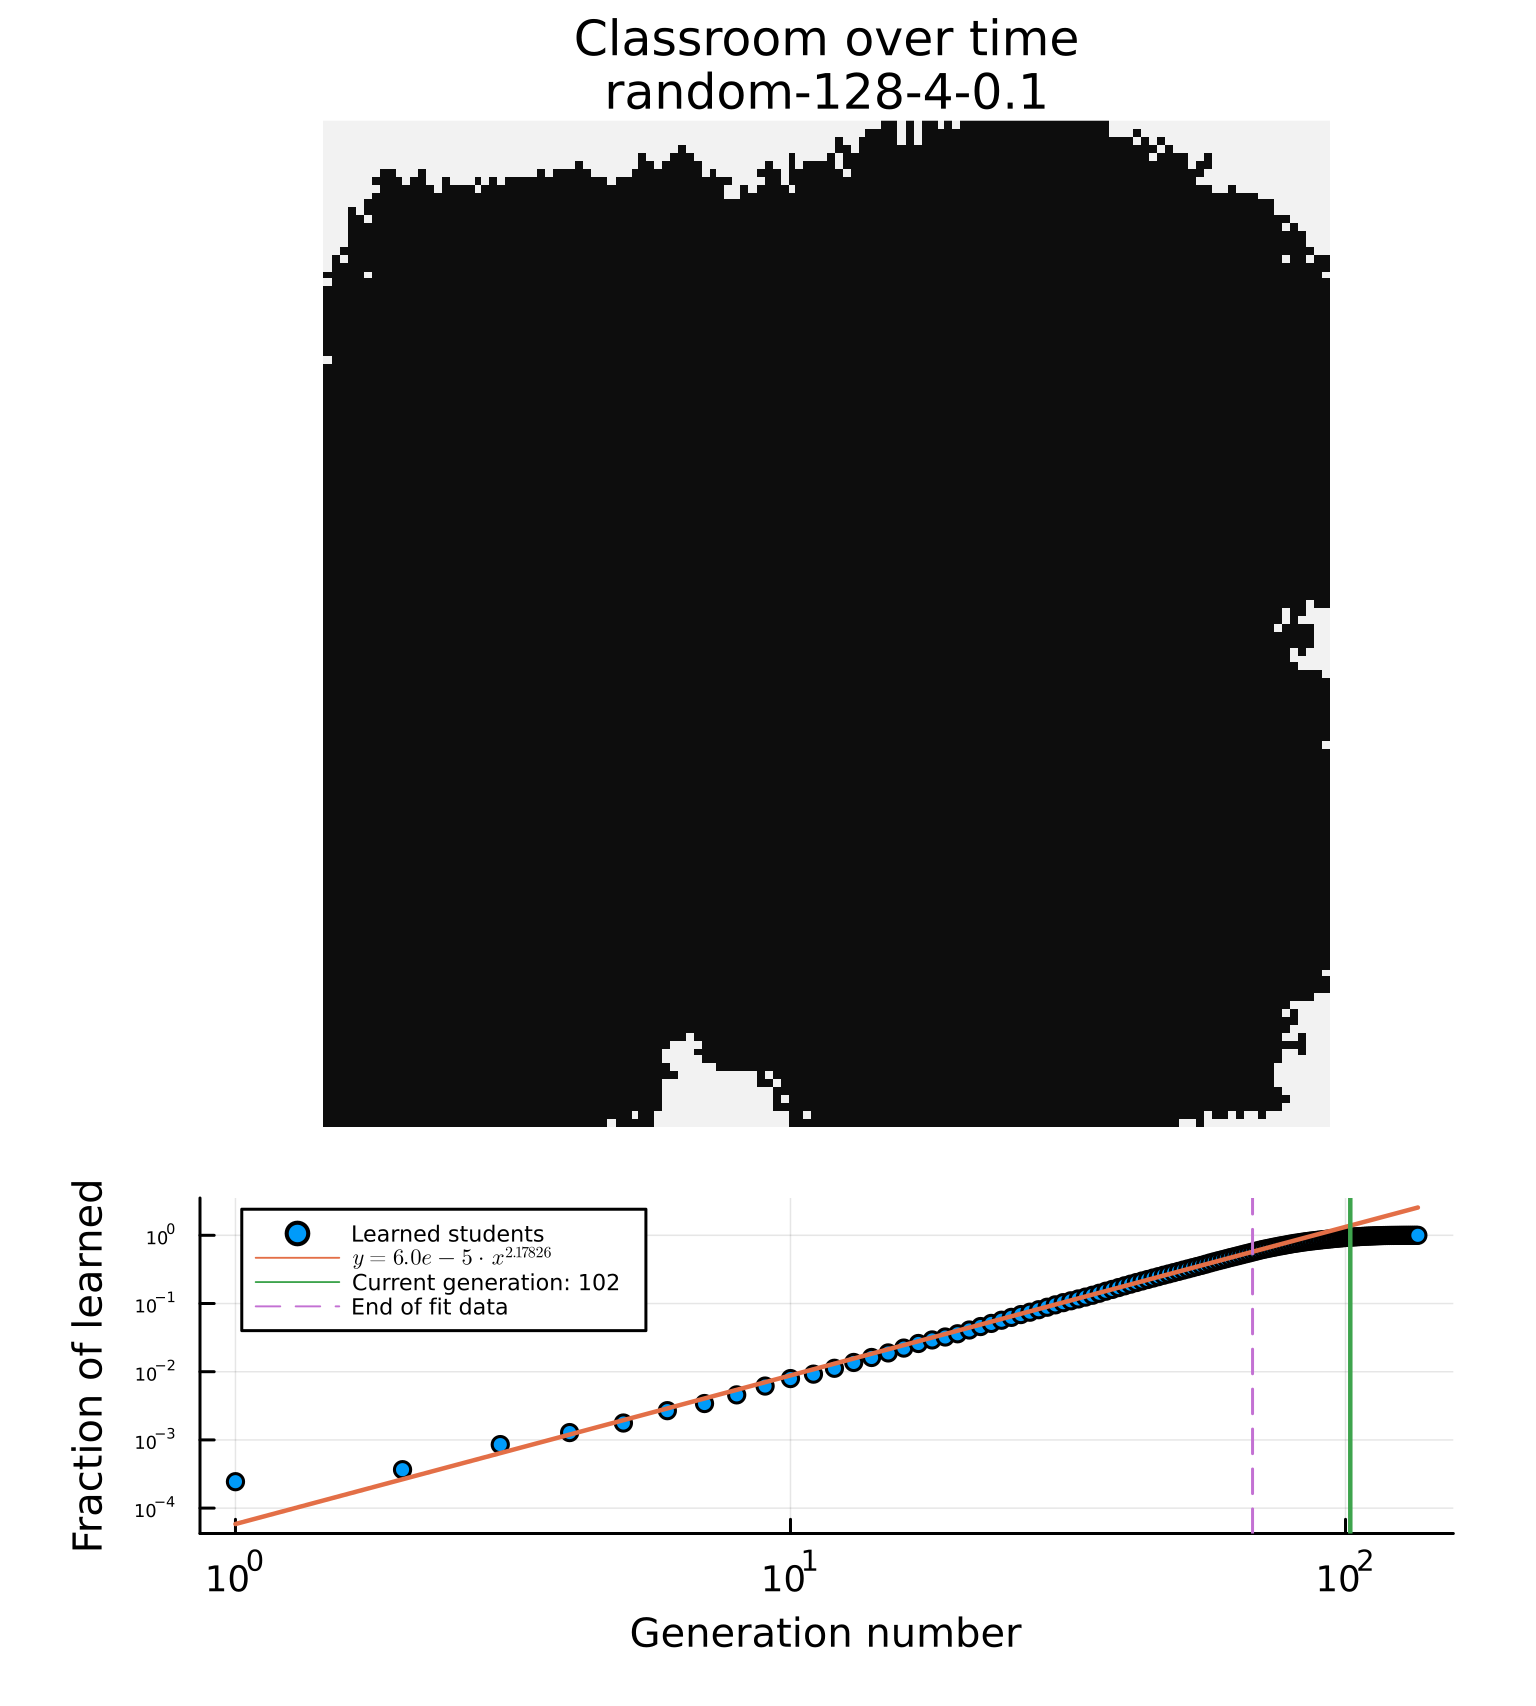 Classroom over time
random-128-4-0.1
Fraction of learned
10^0
10^-1
10^-2
10^-3
10^-4
Learned students
y = 6.0e − 5 · x^2.17826
Current generation: 102
End of fit data
10^0
10^1
10^2
Generation number